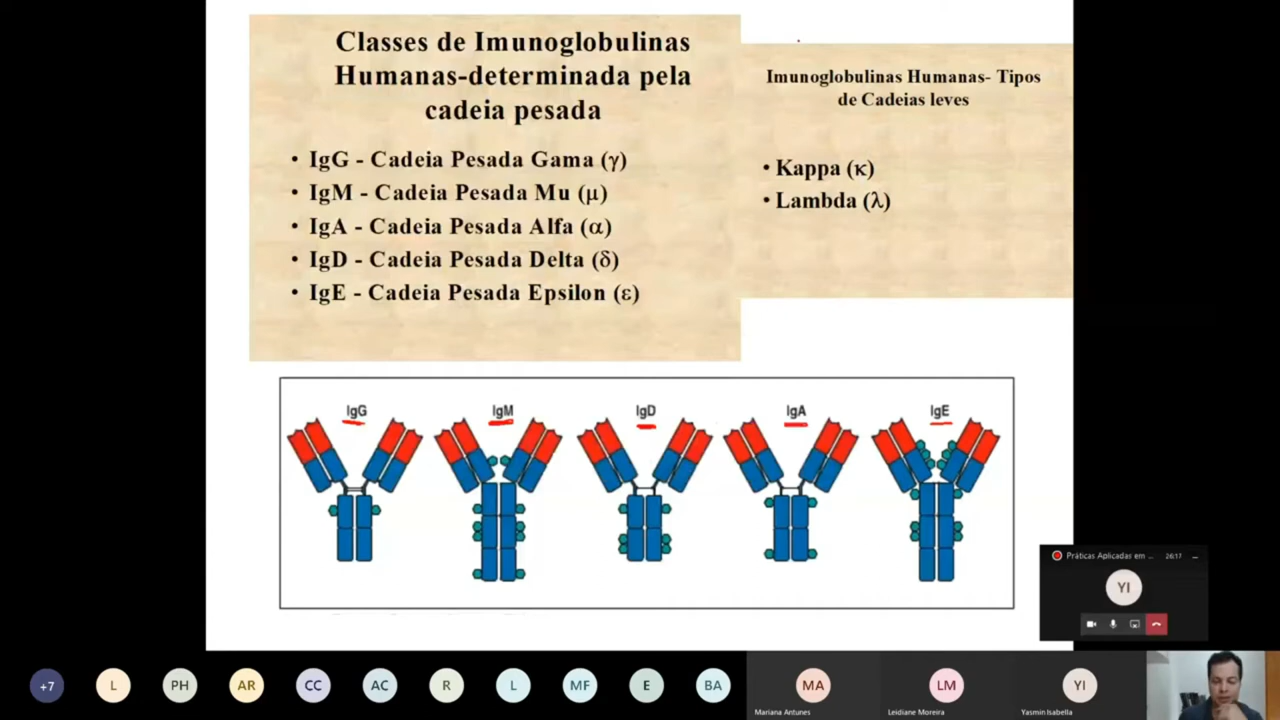 Classes de Imunoglobulinas
Humanas-determinada pela
cadeia pesada
• IgG - Cadeia Pesada Gama (γ)
• IgM - Cadeia Pesada Mu (μ)
• IgA - Cadeia Pesada Alfa (α)
• IgD - Cadeia Pesada Delta (δ)
• IgE - Cadeia Pesada Epsilon (ε)
Imunoglobulinas Humanas- Tipos
de Cadeias leves
• Kappa (κ)
• Lambda (λ)
IgG
IgM
IgD
IgA
IgE
Práticas Aplicadas em ...
26:17
YI
+7
L
PH
AR
CC
AC
R
L
MF
E
BA
MA
Mariana Antunes
LM
Leidiane Moreira
YI
Yasmin Isabella